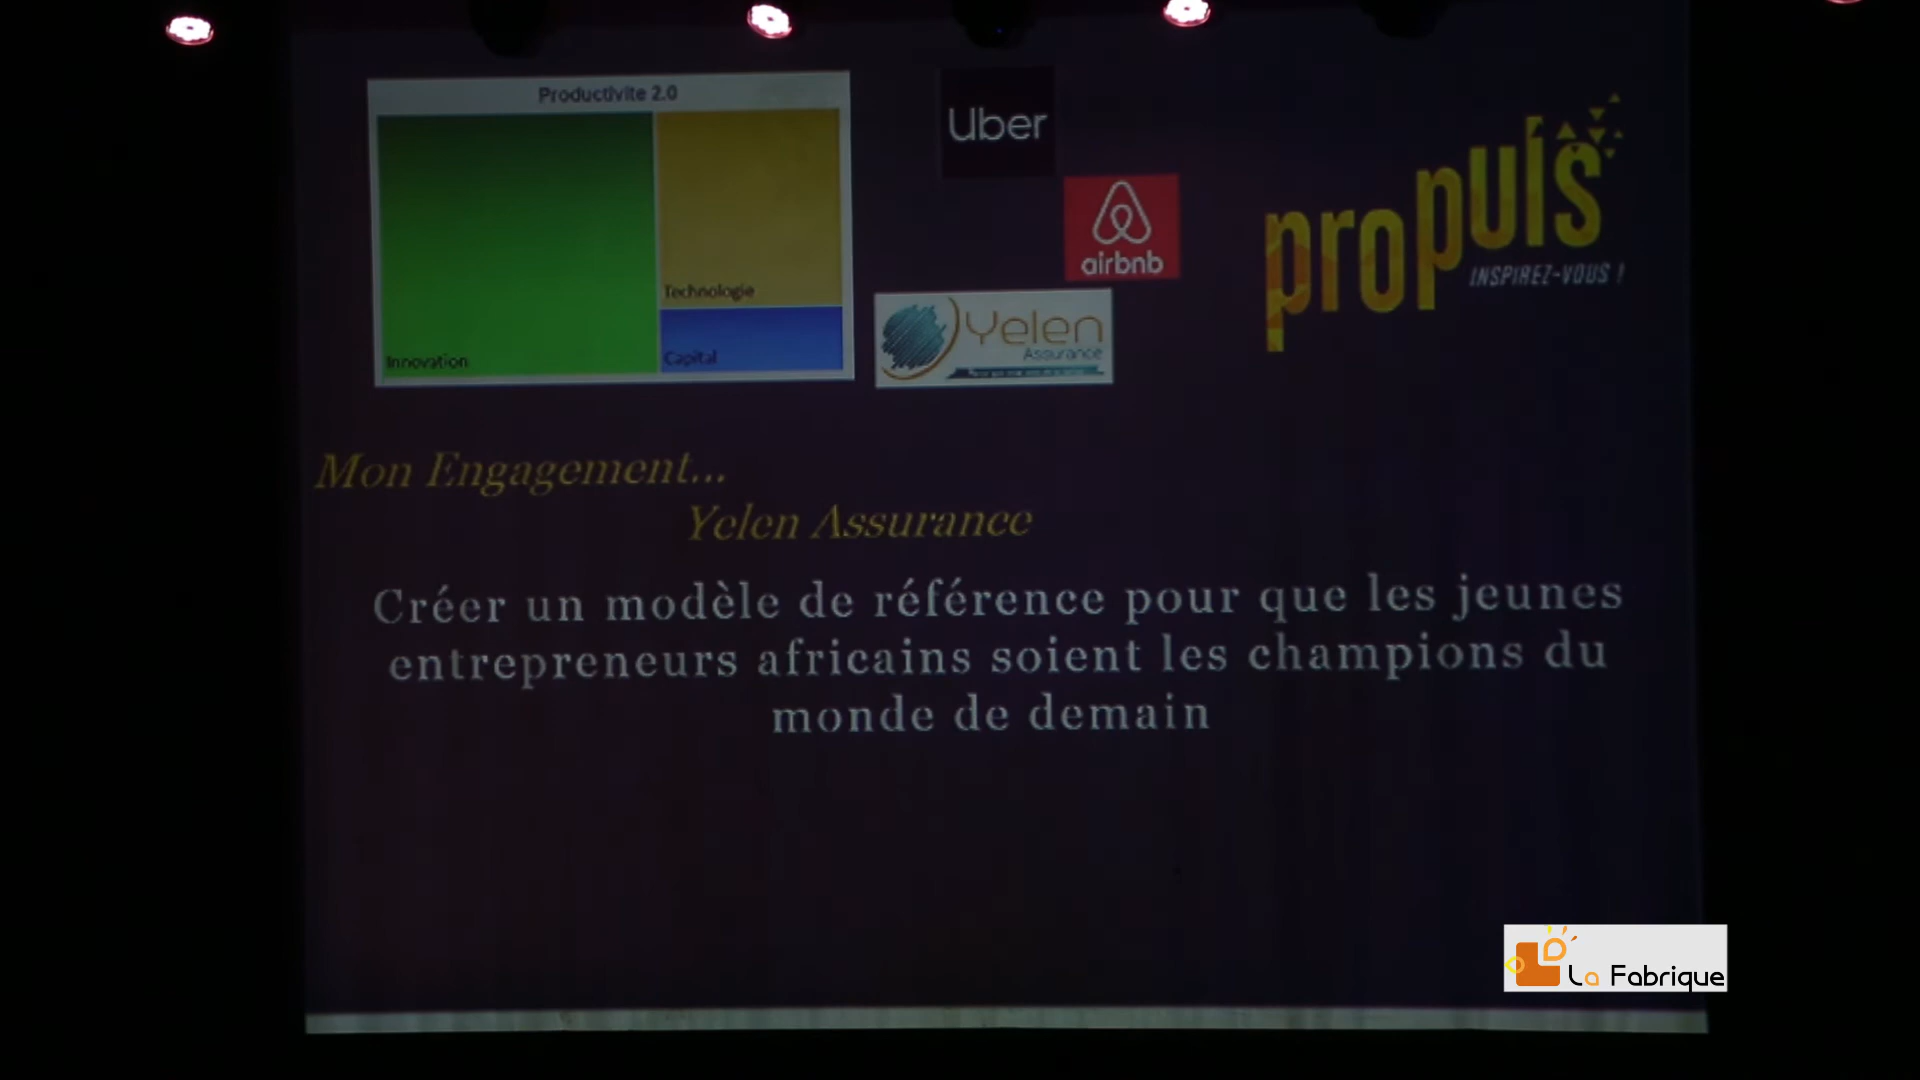 Productivite 2.0
Innovation
Technologie
Capital
Uber
airbnb
Yelen
Assurance
propuls
INSPIREZ-VOUS !
Mon Engagement...
Yelen Assurance
Créer un modèle de référence pour que les jeunes
entrepreneurs africains soient les champions du
monde de demain
La Fabrique